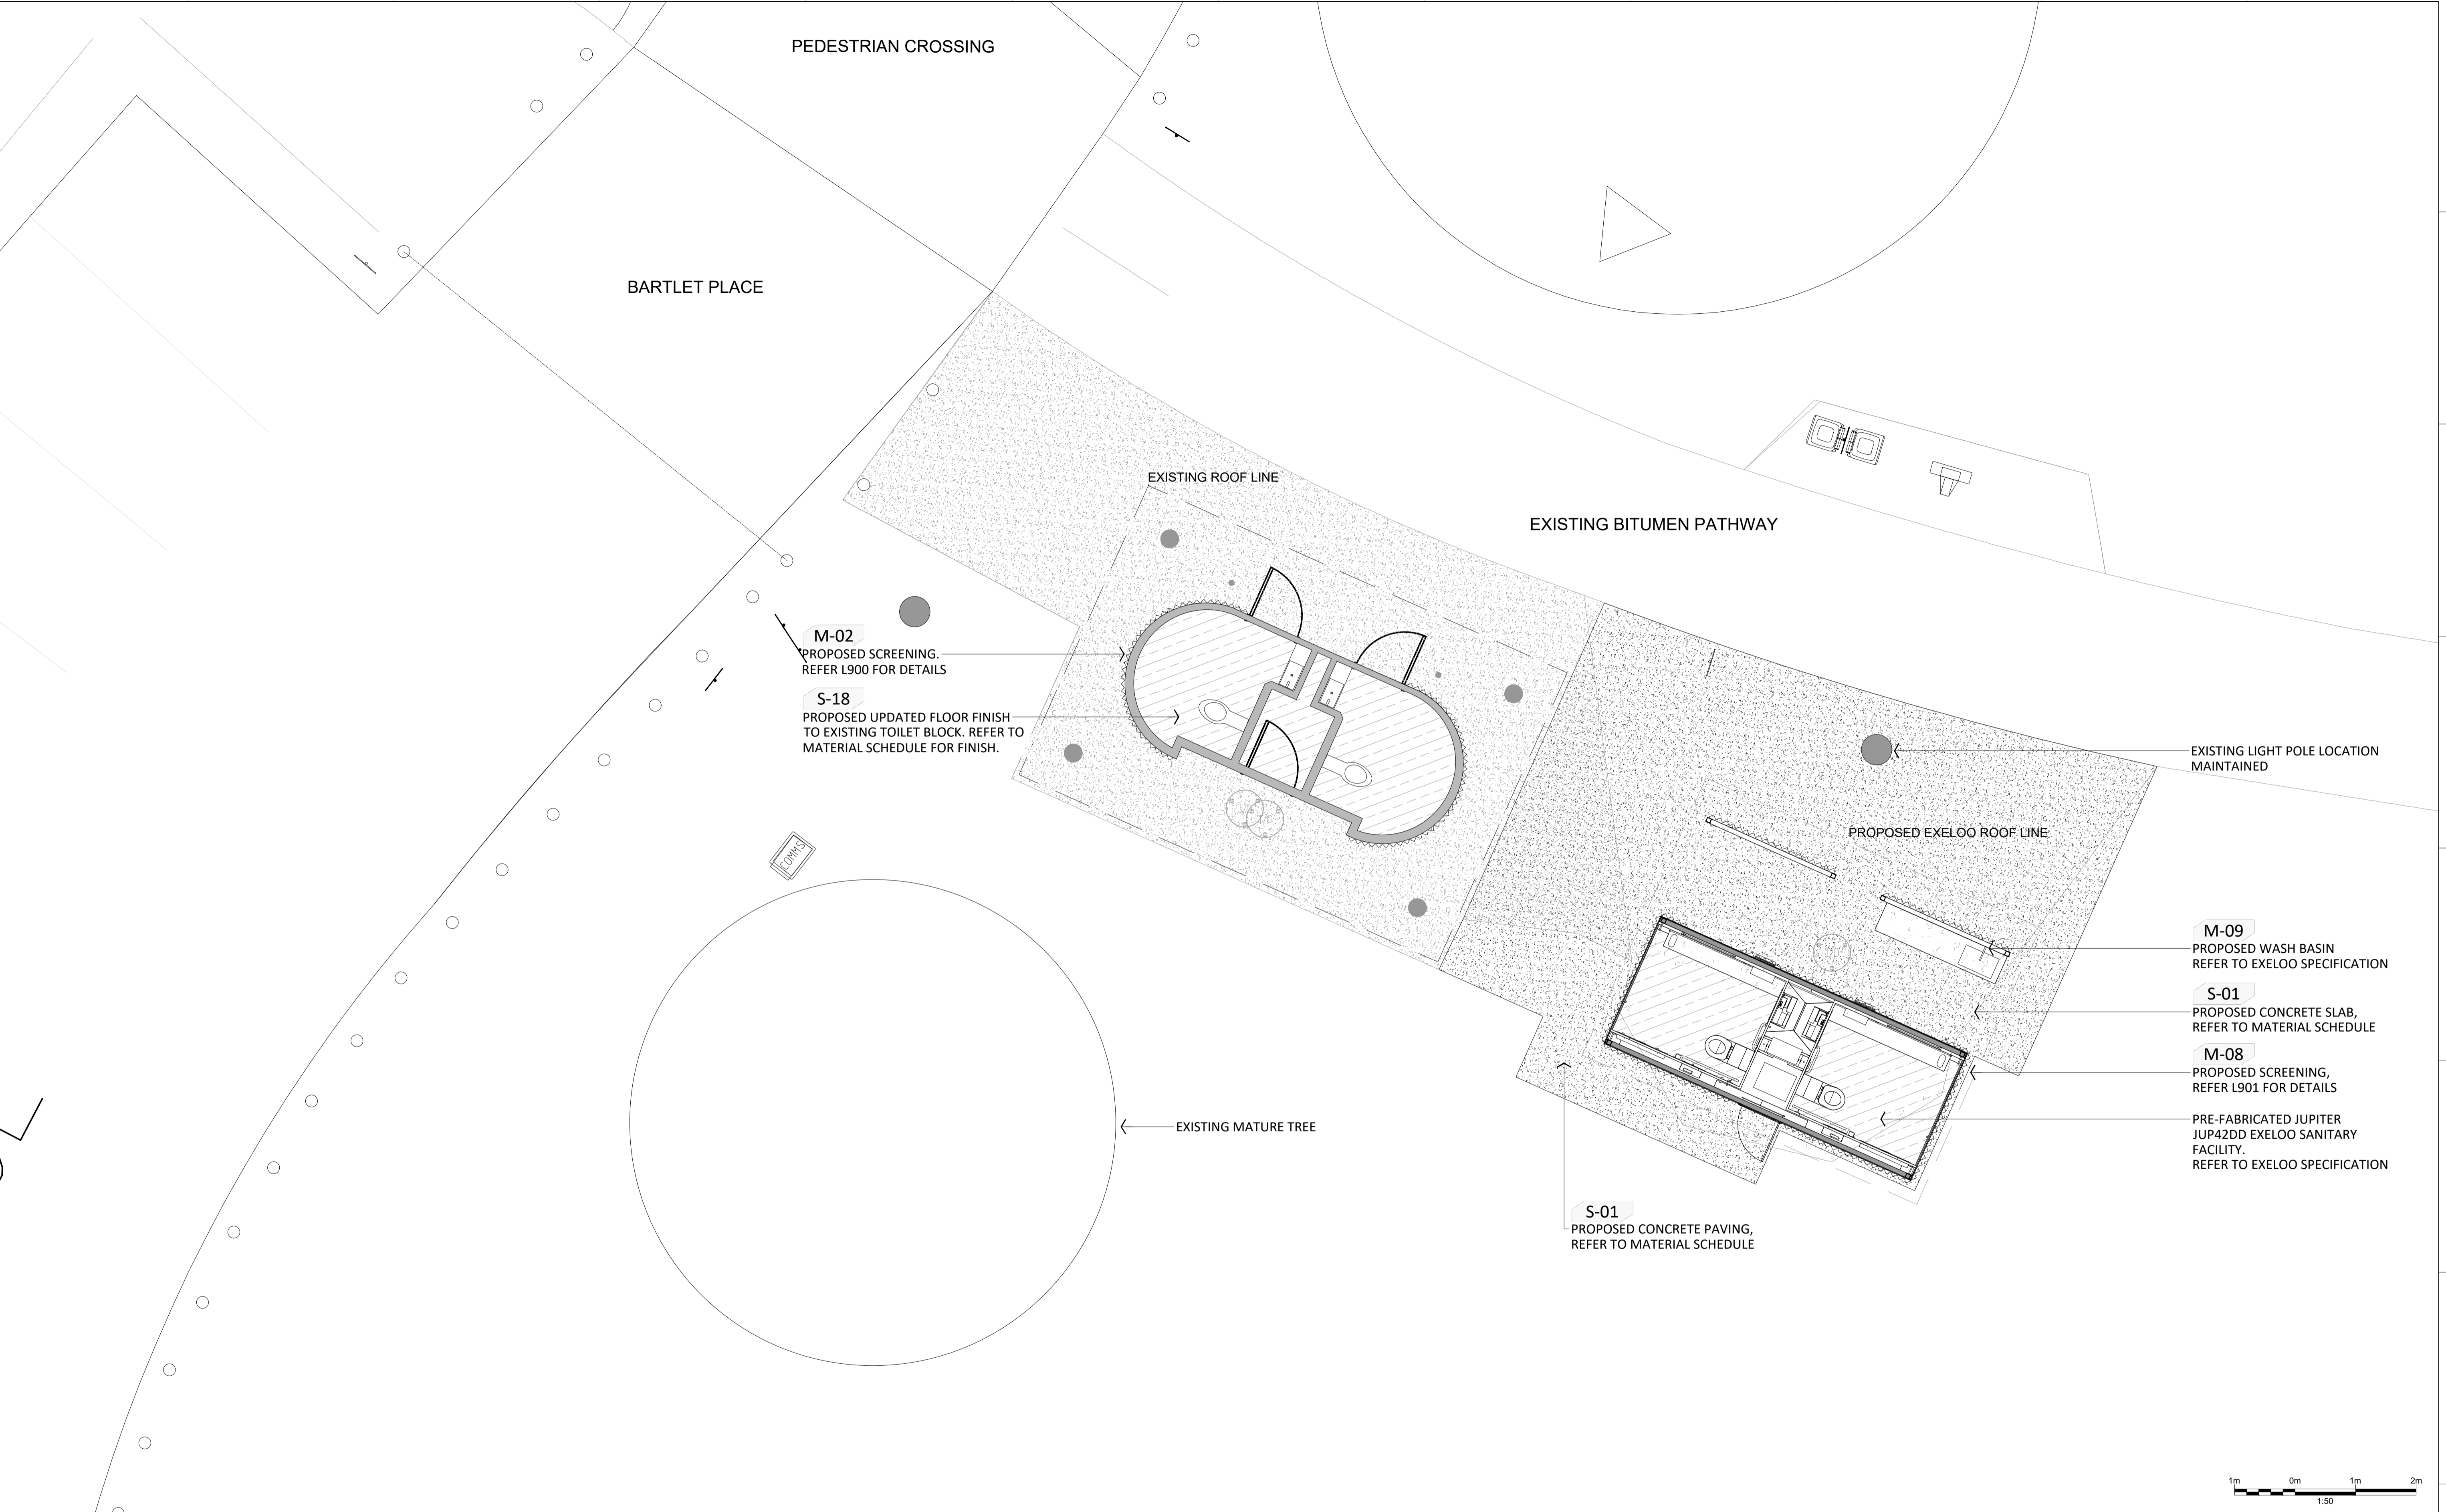 PEDESTRIAN CROSSING
BARTLET PLACE
EXISTING ROOF LINE
EXISTING BITUMEN PATHWAY
M-02
PROPOSED SCREENING.
REFER L900 FOR DETAILS
S-18
PROPOSED UPDATED FLOOR FINISH
TO EXISTING TOILET BLOCK. REFER TO
MATERIAL SCHEDULE FOR FINISH.
COMMS
EXISTING LIGHT POLE LOCATION
MAINTAINED
PROPOSED EXELOO ROOF LINE
M-09
PROPOSED WASH BASIN
REFER TO EXELOO SPECIFICATION
S-01
PROPOSED CONCRETE SLAB,
REFER TO MATERIAL SCHEDULE
M-08
PROPOSED SCREENING,
REFER L901 FOR DETAILS
PRE-FABRICATED JUPITER
JUP42DD EXELOO SANITARY
FACILITY.
REFER TO EXELOO SPECIFICATION
EXISTING MATURE TREE
S-01
PROPOSED CONCRETE PAVING,
REFER TO MATERIAL SCHEDULE
1m 0m 1m 2m
1:50